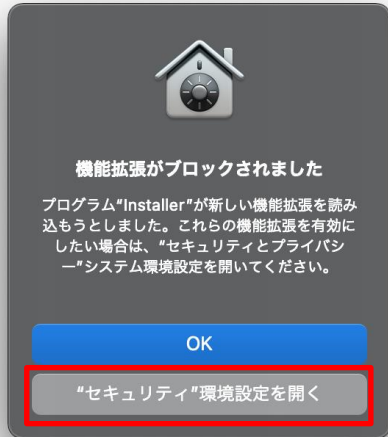 機能拡張がブロックされました
プログラム“Installer”が新しい機能拡張を読み
込もうとしました。これらの機能拡張を有効に
したい場合は、“セキュリティとプライバシ
ー”システム環境設定を開いてください。
OK
“セキュリティ”環境設定を開く